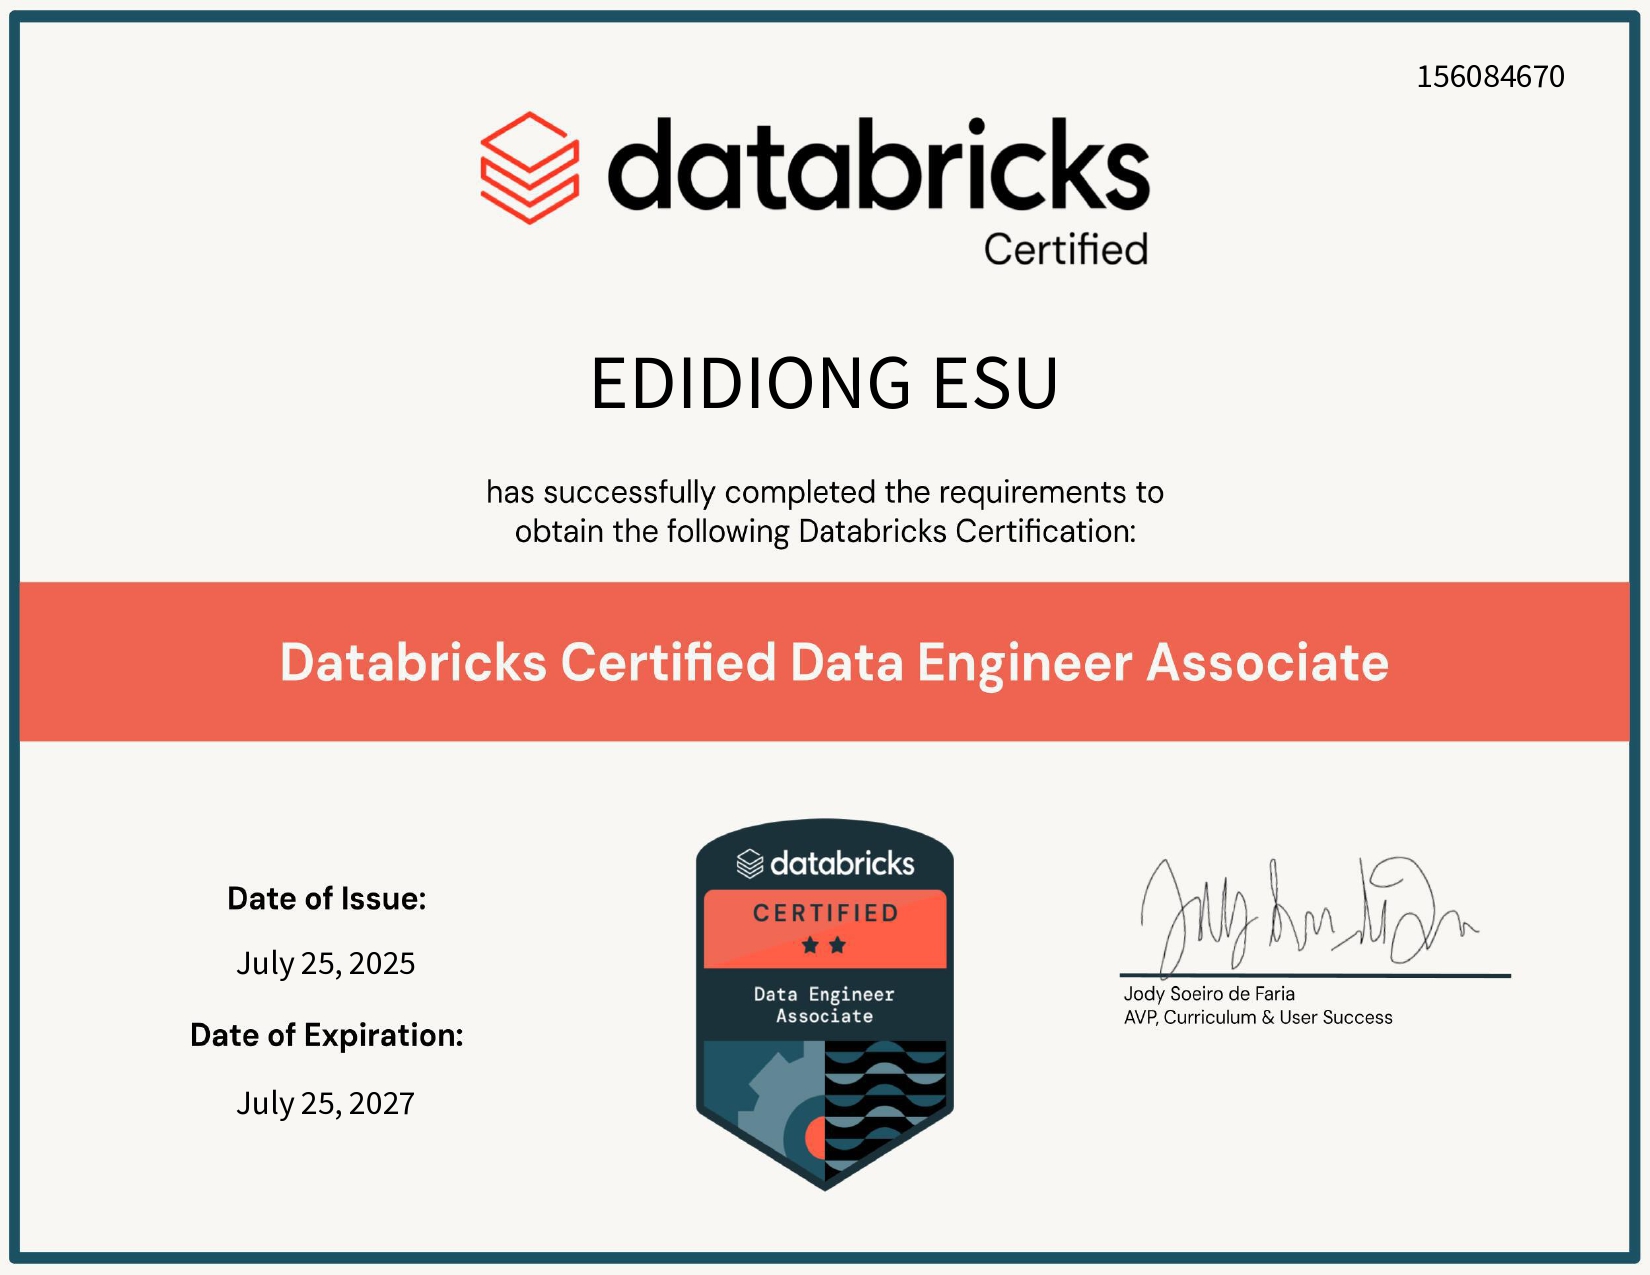 156084670
databricks
Certified
EDIDIONG ESU
has successfully completed the requirements to
obtain the following Databricks Certification:
Databricks Certified Data Engineer Associate
Date of Issue:
July 25, 2025
Date of Expiration:
July 25, 2027
databricks
CERTIFIED
Data Engineer
Associate
Jody Soeiro de Faria
AVP, Curriculum & User Success